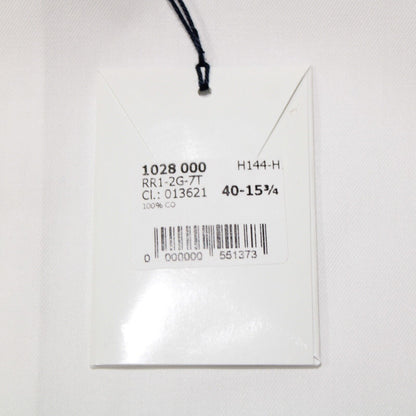 1028 000 H144-H
RR1-2G-7T
Cl.: 013621 40-15¾
100% CO
0 000000 551373